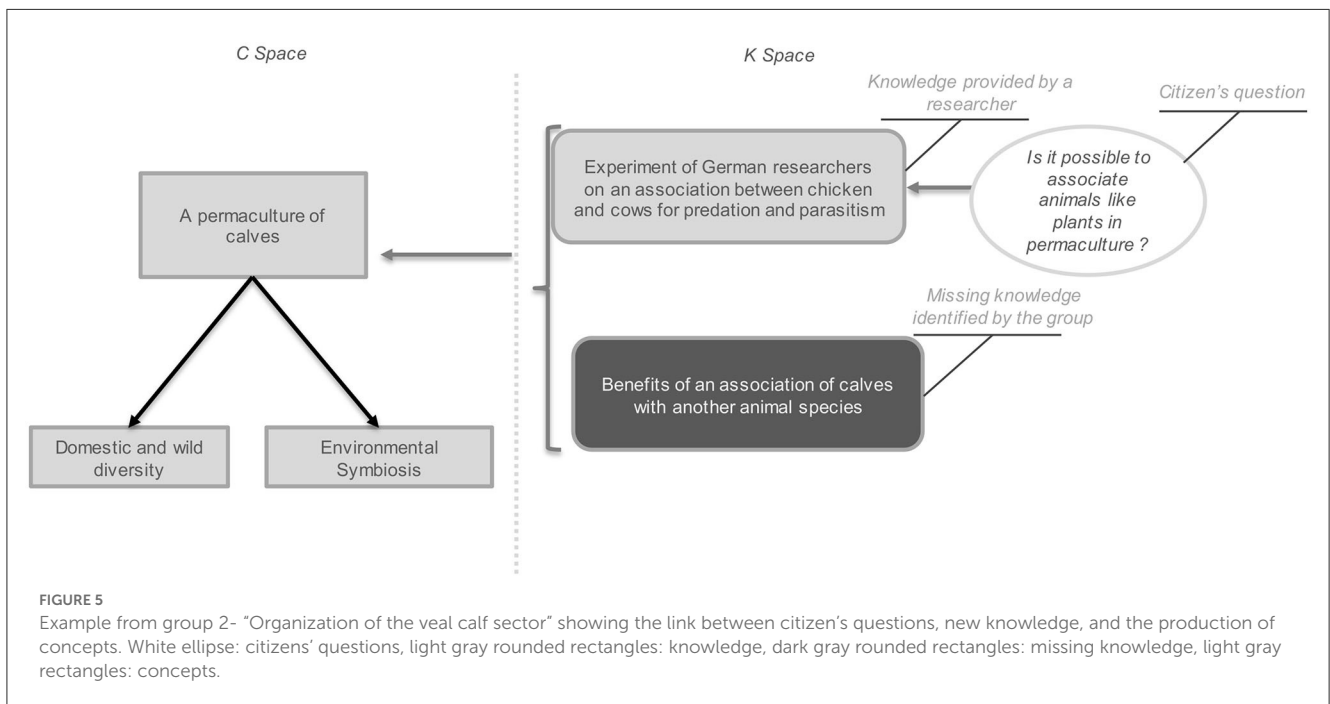 C Space
K Space
Knowledge provided by a
researcher
Citizen's question
A permaculture of
calves
Experiment of German researchers
on an association between chicken
and cows for predation and parasitism
Is it possible to
associate
animals like
plants in
permaculture ?
Missing knowledge
identified by the group
Benefits of an association of calves
with another animal species
Domestic and wild
diversity
Environmental
Symbiosis
FIGURE 5
Example from group 2- "Organization of the veal calf sector" showing the link between citizen's questions, new knowledge, and the production of
concepts. White ellipse: citizens' questions, light gray rounded rectangles: knowledge, dark gray rounded rectangles: missing knowledge, light gray
rectangles: concepts.